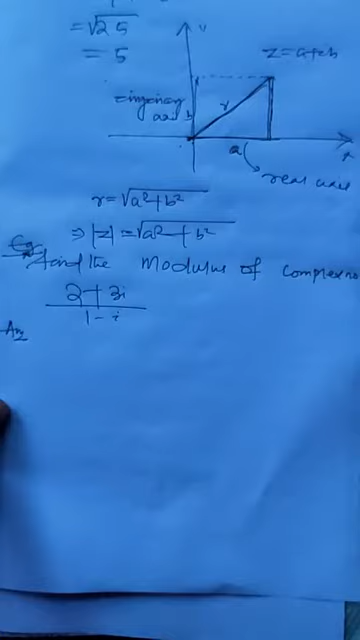 = √25
= 5
y
z = a+ib
imaginary
axis
b
r
a
x
real axis
r = √a²+b²
⇒ |z| = √a²+b²
Eg. find the Modulus of complex no
2+3i
1-i
Ans